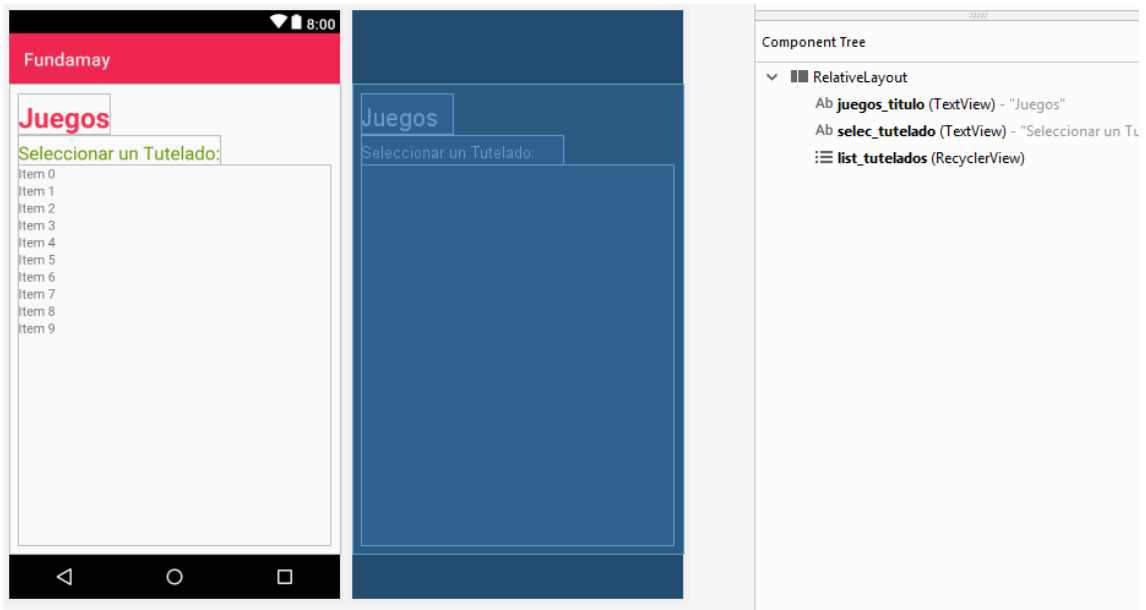 8:00
Fundamay
Juegos
Seleccionar un Tutelado:
Item 0
Item 1
Item 2
Item 3
Item 4
Item 5
Item 6
Item 7
Item 8
Item 9
Juegos
Seleccionar un Tutelado:
Component Tree
RelativeLayout
Ab juegos_titulo (TextView) - "Juegos"
Ab selec_tutelado (TextView) - "Seleccionar un Tu
list_tutelados (RecyclerView)